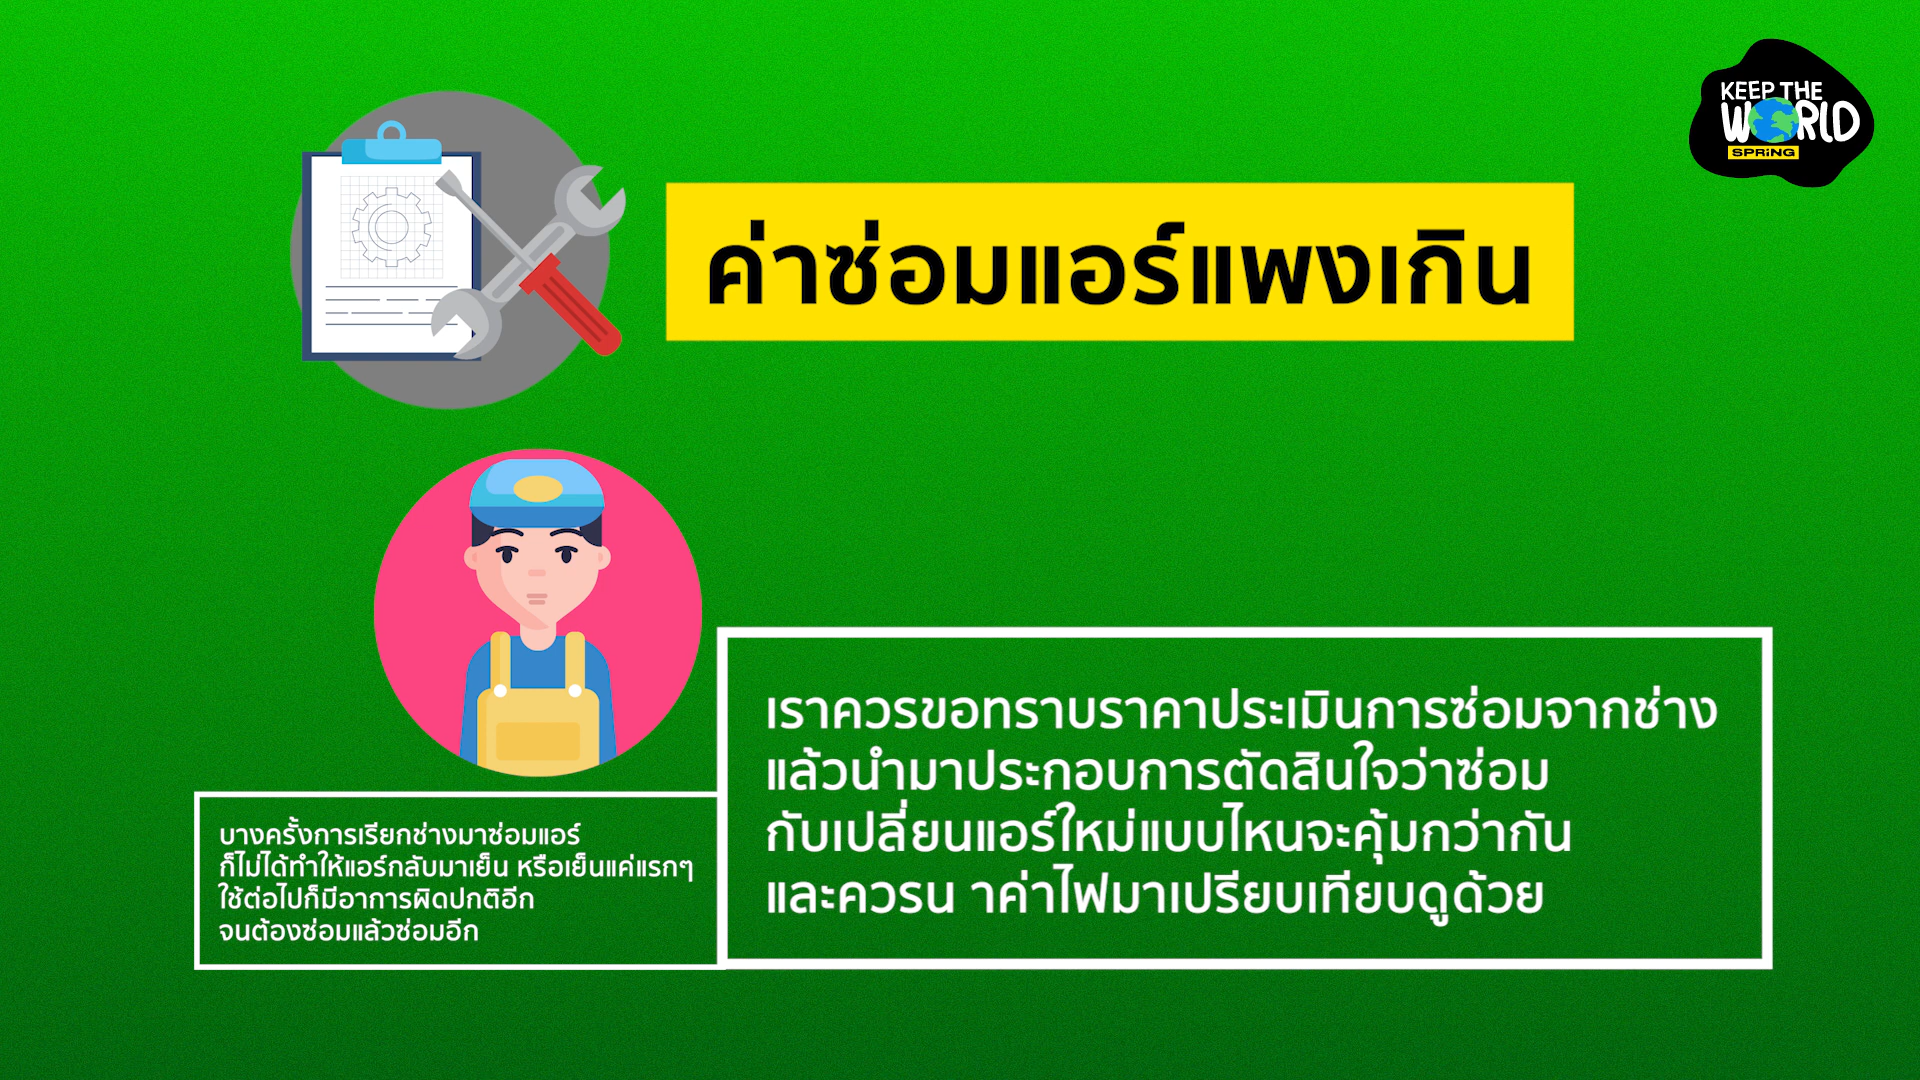 KEEP THE
WORLD
SPRiNG
ค่าซ่อมแอร์แพงเกิน
บางครั้งการเรียกช่างมาซ่อมแอร์
ก็ไม่ได้ทำให้แอร์กลับมาเย็น หรือเย็นแค่แรกๆ
ใช้ต่อไปก็มีอาการผิดปกติอีก
จนต้องซ่อมแล้วซ่อมอีก
เราควรขอทราบราคาประเมินการซ่อมจากช่าง
แล้วนำมาประกอบการตัดสินใจว่าซ่อม
กับเปลี่ยนแอร์ใหม่แบบไหนจะคุ้มกว่ากัน
และควรน าค่าไฟมาเปรียบเทียบดูด้วย